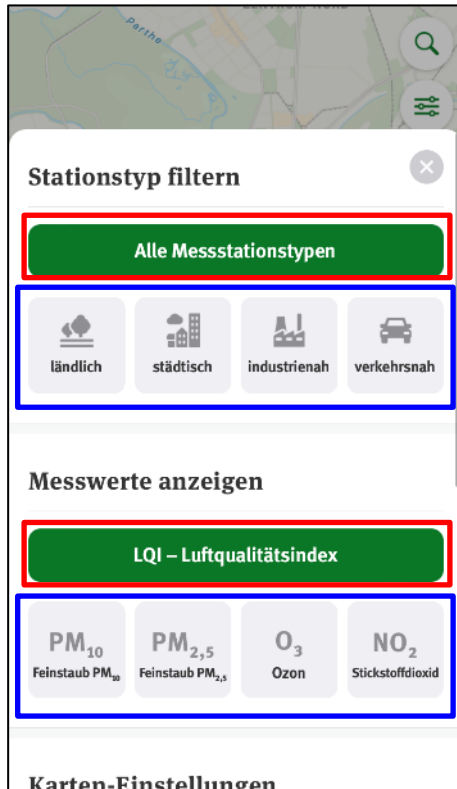 Parthe
Stationstyp filtern
Alle Messstationstypen
ländlich städtisch industrienah verkehrsnah
Messwerte anzeigen
LQI – Luftqualitätsindex
PM₁₀ PM₂,₅ O₃ NO₂
Feinstaub PM₁₀ Feinstaub PM₂,₅ Ozon Stickstoffdioxid
Karten-Einstellungen